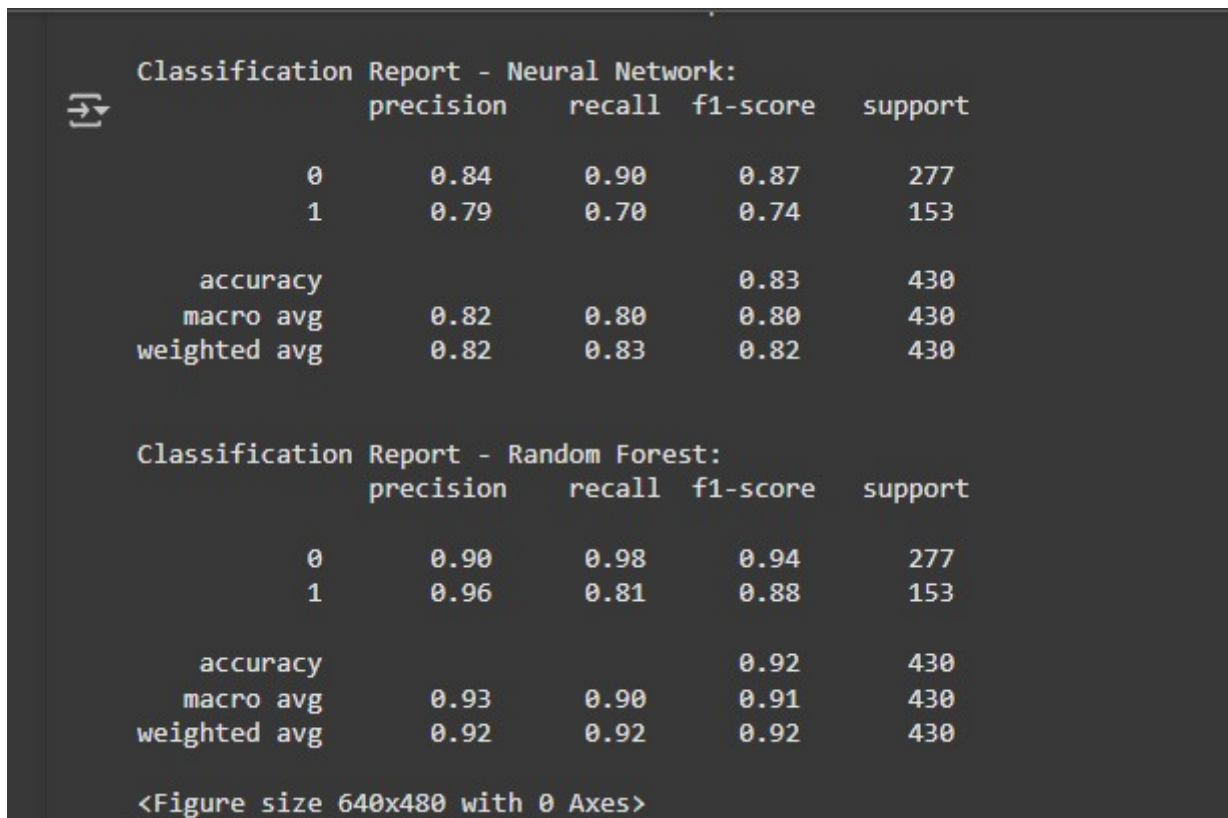 Classification Report - Neural Network:
precision recall f1-score support
0 0.84 0.90 0.87 277
1 0.79 0.70 0.74 153
accuracy 0.83 430
macro avg 0.82 0.80 0.80 430
weighted avg 0.82 0.83 0.82 430
Classification Report - Random Forest:
precision recall f1-score support
0 0.90 0.98 0.94 277
1 0.96 0.81 0.88 153
accuracy 0.92 430
macro avg 0.93 0.90 0.91 430
weighted avg 0.92 0.92 0.92 430
<Figure size 640x480 with 0 Axes>